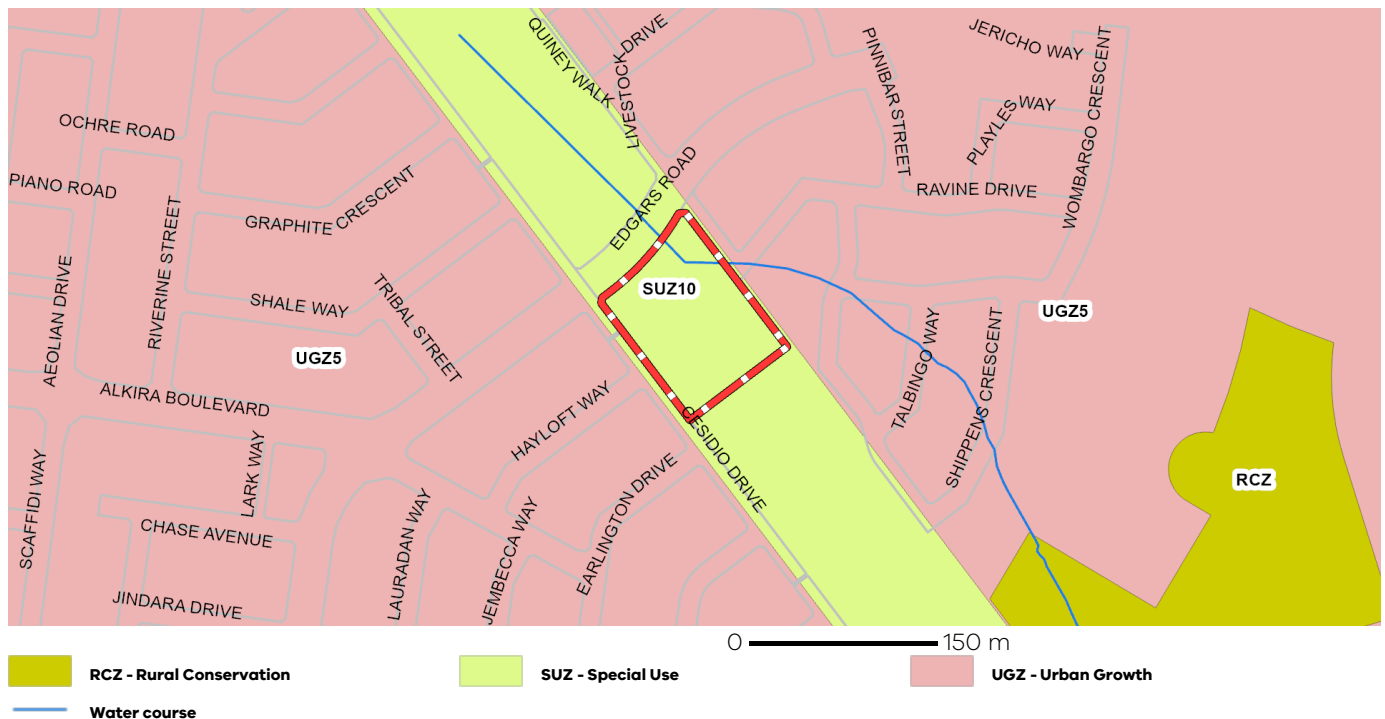 QUINEY WALK
LIVESTOCK DRIVE
PINNIBAR STREET
JERICHO WAY
WOMBARGO CRESCENT
PLAYLES WAY
OCHRE ROAD
PIANO ROAD
EDGARS ROAD
RAVINE DRIVE
GRAPHITE CRESCENT
RIVERINE STREET
AEOLIAN DRIVE
SHALE WAY
TRIBAL STREET
SUZ10
UGZ5
UGZ5
TALBINGO WAY
SHIPPENS CRESCENT
ALKIRA BOULEVARD
HAYLOFT WAY
CESIDIO DRIVE
SCAFFIDI WAY
LARK WAY
EARLINGTON DRIVE
RCZ
CHASE AVENUE
LAURADAN WAY
JEMBECCA WAY
JINDARA DRIVE
0 150 m
RCZ - Rural Conservation
SUZ - Special Use
UGZ - Urban Growth
Water course